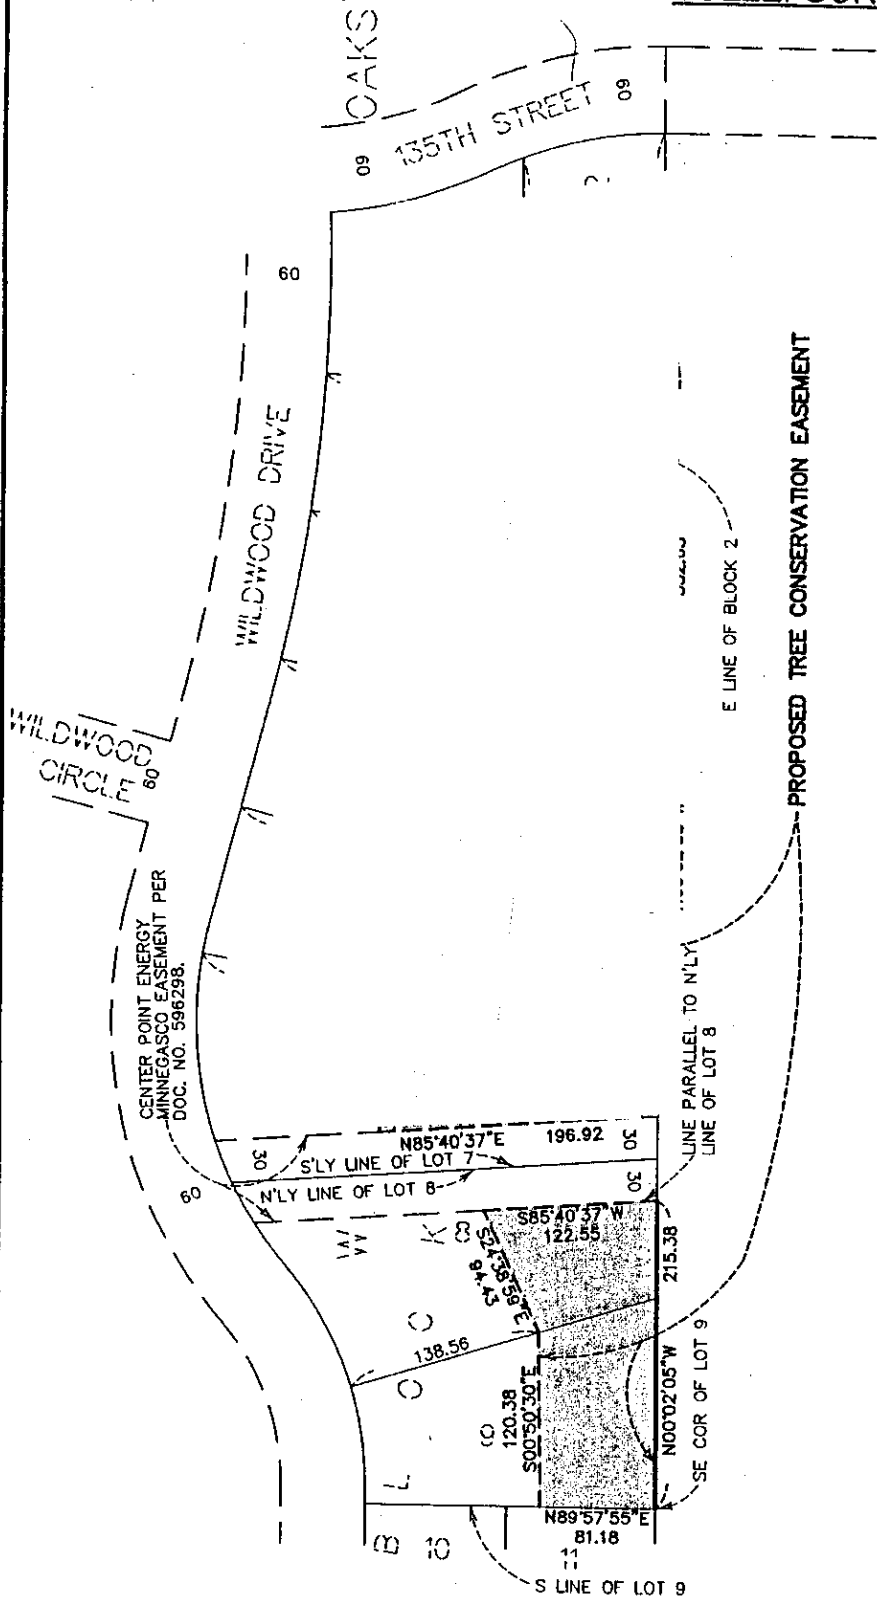 OAKS
60
135TH STREET
60
60
WILDWOOD DRIVE
WILDWOOD
CIRCLE
60
E LINE OF BLOCK 2
PROPOSED TREE CONSERVATION EASEMENT
CENTER POINT ENERGY
MINNEGASCO EASEMENT PER
DOC. NO. 596298.
60
30
N85°40'37"E
196.92
30
S'LY LINE OF LOT 7
N'LY LINE OF LOT 8
30
LINE PARALLEL TO N'LY
LINE OF LOT 8
S85°40'37"W
122.55
8
S24°38'59"E
94.43
215.38
138.56
120.38
S00°50'30"E
N00°02'05"W
SE COR OF LOT 9
B L O C K
N89°57'55"E
81.18
10
11
S LINE OF LOT 9